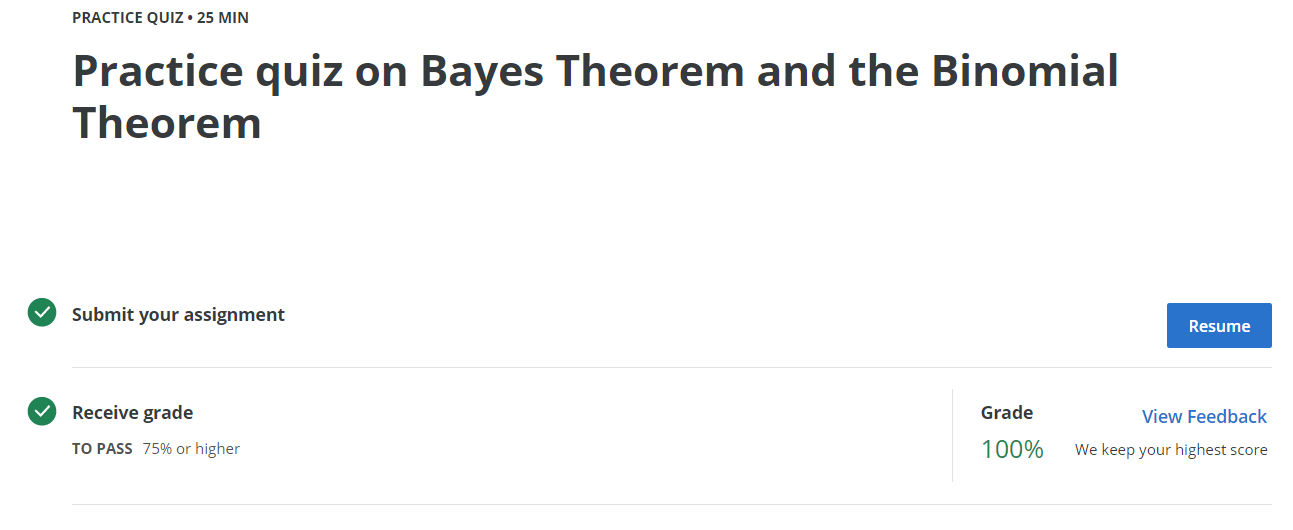 PRACTICE QUIZ • 25 MIN
Practice quiz on Bayes Theorem and the Binomial
Theorem
Submit your assignment
Resume
Receive grade
TO PASS 75% or higher
Grade
View Feedback
100%
We keep your highest score